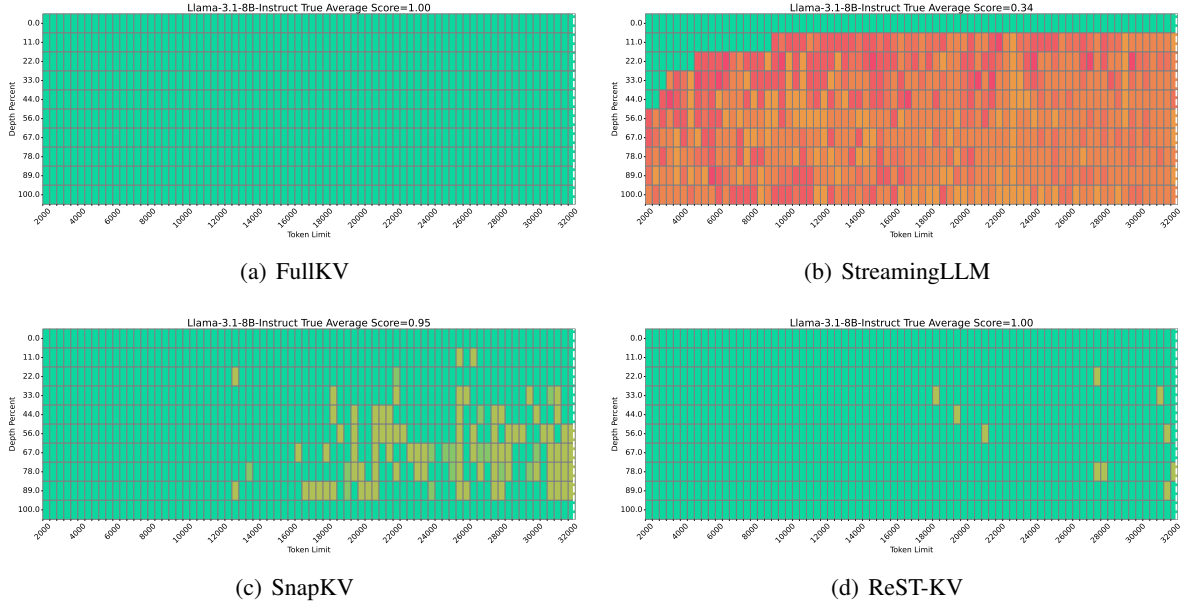 Llama-3.1-8B-Instruct True Average Score=1.00
Depth Percent
0.0
11.0
22.0
33.0
44.0
56.0
67.0
78.0
89.0
100.0
2000 4000 6000 8000 10000 12000 14000 16000 18000 20000 22000 24000 26000 28000 30000 32000
Token Limit
(a) FullKV
Llama-3.1-8B-Instruct True Average Score=0.34
Depth Percent
0.0
11.0
22.0
33.0
44.0
56.0
67.0
78.0
89.0
100.0
2000 4000 6000 8000 10000 12000 14000 16000 18000 20000 22000 24000 26000 28000 30000 32000
Token Limit
(b) StreamingLLM
Llama-3.1-8B-Instruct True Average Score=0.95
Depth Percent
0.0
11.0
22.0
33.0
44.0
56.0
67.0
78.0
89.0
100.0
2000 4000 6000 8000 10000 12000 14000 16000 18000 20000 22000 24000 26000 28000 30000 32000
Token Limit
(c) SnapKV
Llama-3.1-8B-Instruct True Average Score=1.00
Depth Percent
0.0
11.0
22.0
33.0
44.0
56.0
67.0
78.0
89.0
100.0
2000 4000 6000 8000 10000 12000 14000 16000 18000 20000 22000 24000 26000 28000 30000 32000
Token Limit
(d) ReST-KV